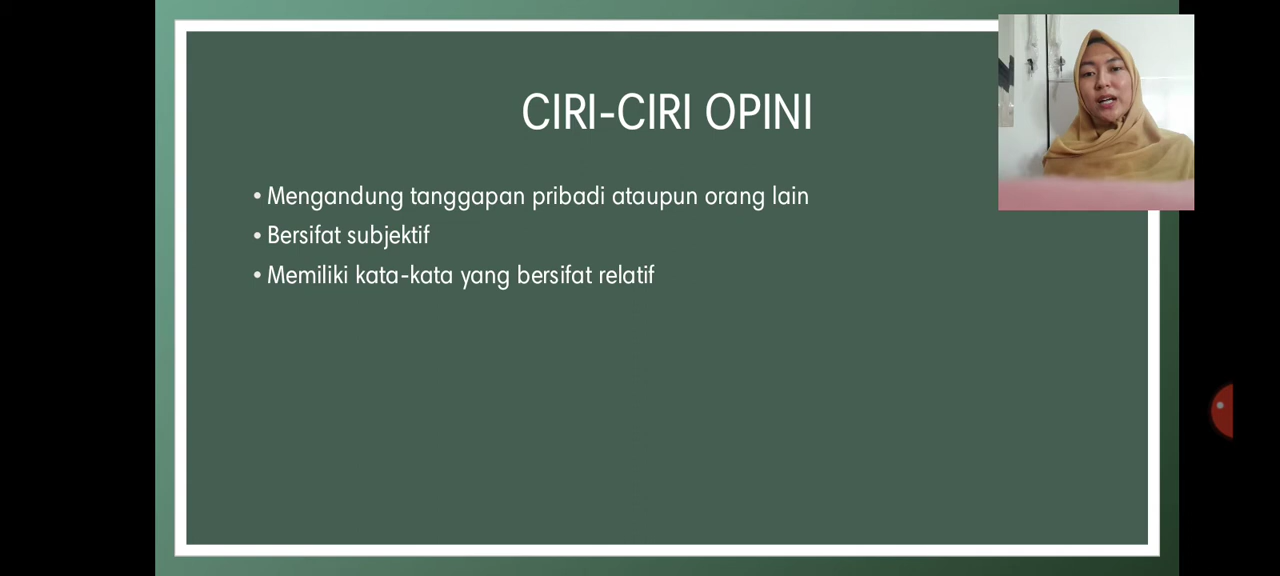 CIRI-CIRI OPINI
• Mengandung tanggapan pribadi ataupun orang lain
• Bersifat subjektif
• Memiliki kata-kata yang bersifat relatif